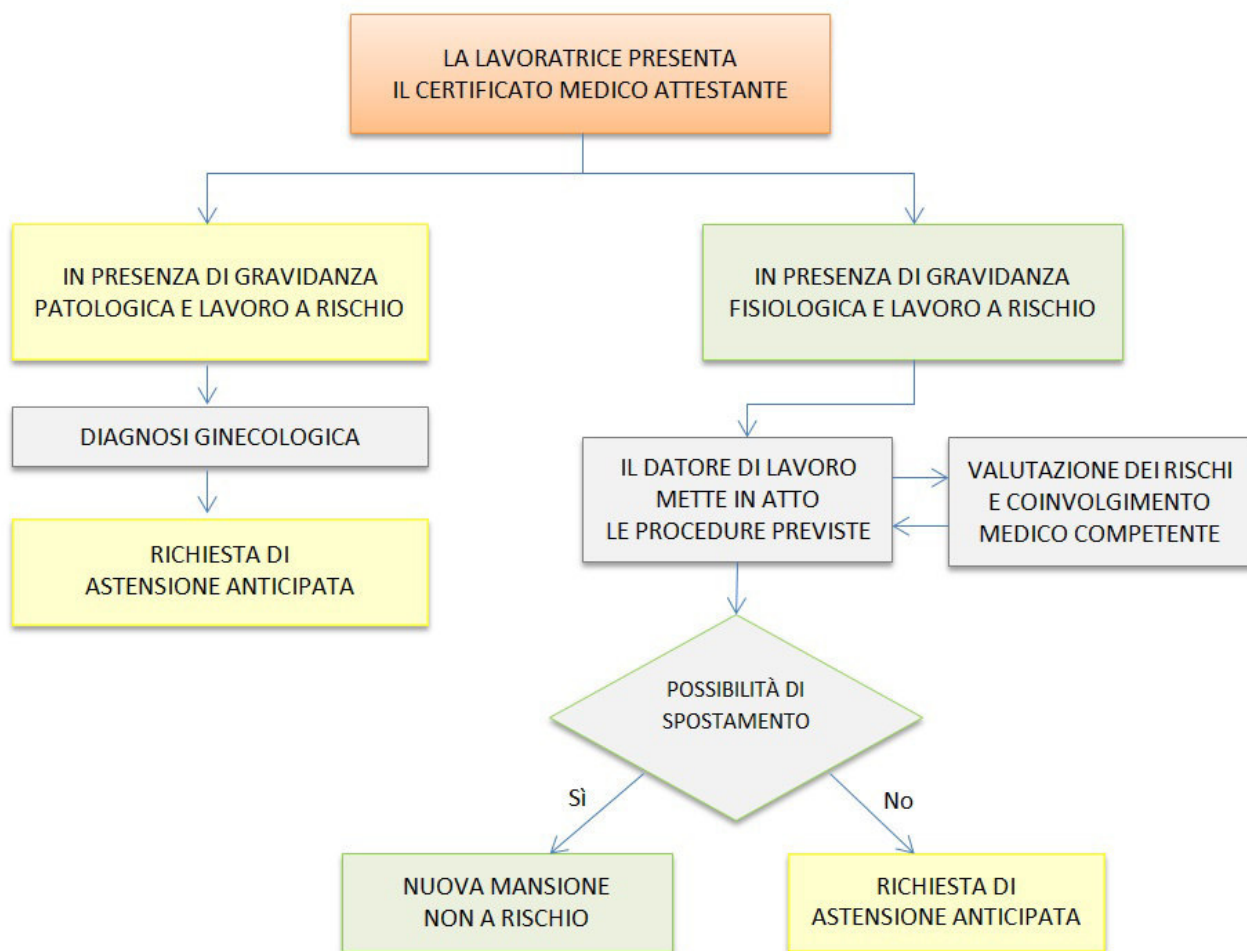 LA LAVORATRICE PRESENTA
IL CERTIFICATO MEDICO ATTESTANTE
IN PRESENZA DI GRAVIDANZA
PATOLOGICA E LAVORO A RISCHIO
IN PRESENZA DI GRAVIDANZA
FISIOLOGICA E LAVORO A RISCHIO
DIAGNOSI GINECOLOGICA
RICHIESTA DI
ASTENSIONE ANTICIPATA
IL DATORE DI LAVORO
METTE IN ATTO
LE PROCEDURE PREVISTE
VALUTAZIONE DEI RISCHI
E COINVOLGIMENTO
MEDICO COMPETENTE
POSSIBILITÀ DI
SPOSTAMENTO
Sì
No
NUOVA MANSIONE
NON A RISCHIO
RICHIESTA DI
ASTENSIONE ANTICIPATA